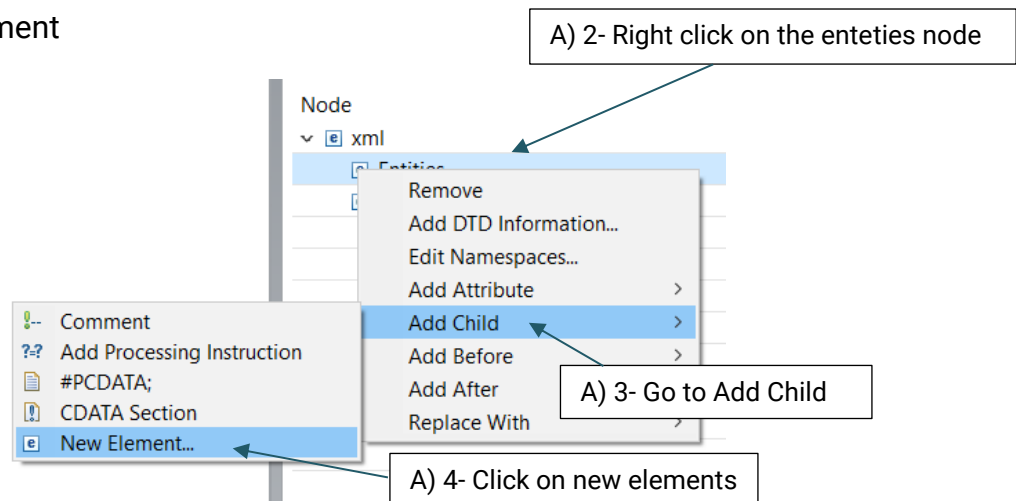 ment
A) 2- Right click on the enteties node
Node
xml
Entities
Remove
Add DTD Information...
Edit Namespaces...
Add Attribute
Add Child
Add Before
Add After
Replace With
Comment
Add Processing Instruction
#PCDATA;
CDATA Section
New Element...
A) 3- Go to Add Child
A) 4- Click on new elements